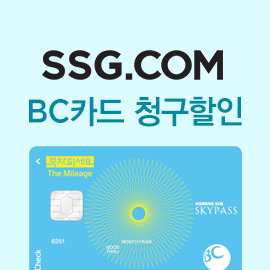 SSG.COM
BC카드 청구할인
The Mileage
KOREAN AIR
SKYPASS
6251
MONTH/YEAR
GOOD
THRU
BC
Check